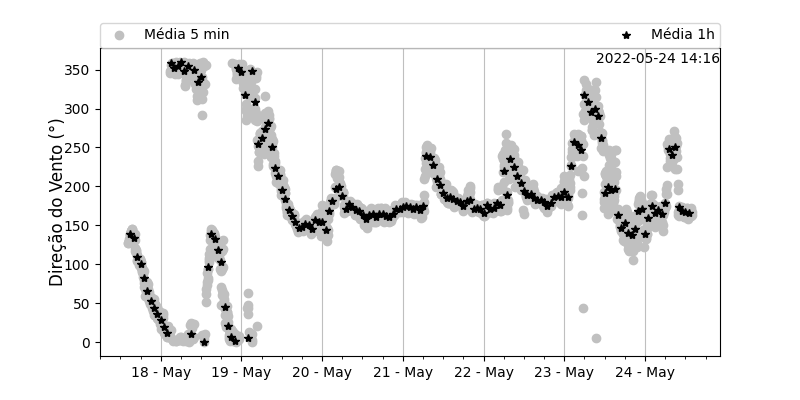 Média 5 min
Média 1h
2022-05-24 14:16
Direção do Vento (°)
350
300
250
200
150
100
50
0
18 - May
19 - May
20 - May
21 - May
22 - May
23 - May
24 - May